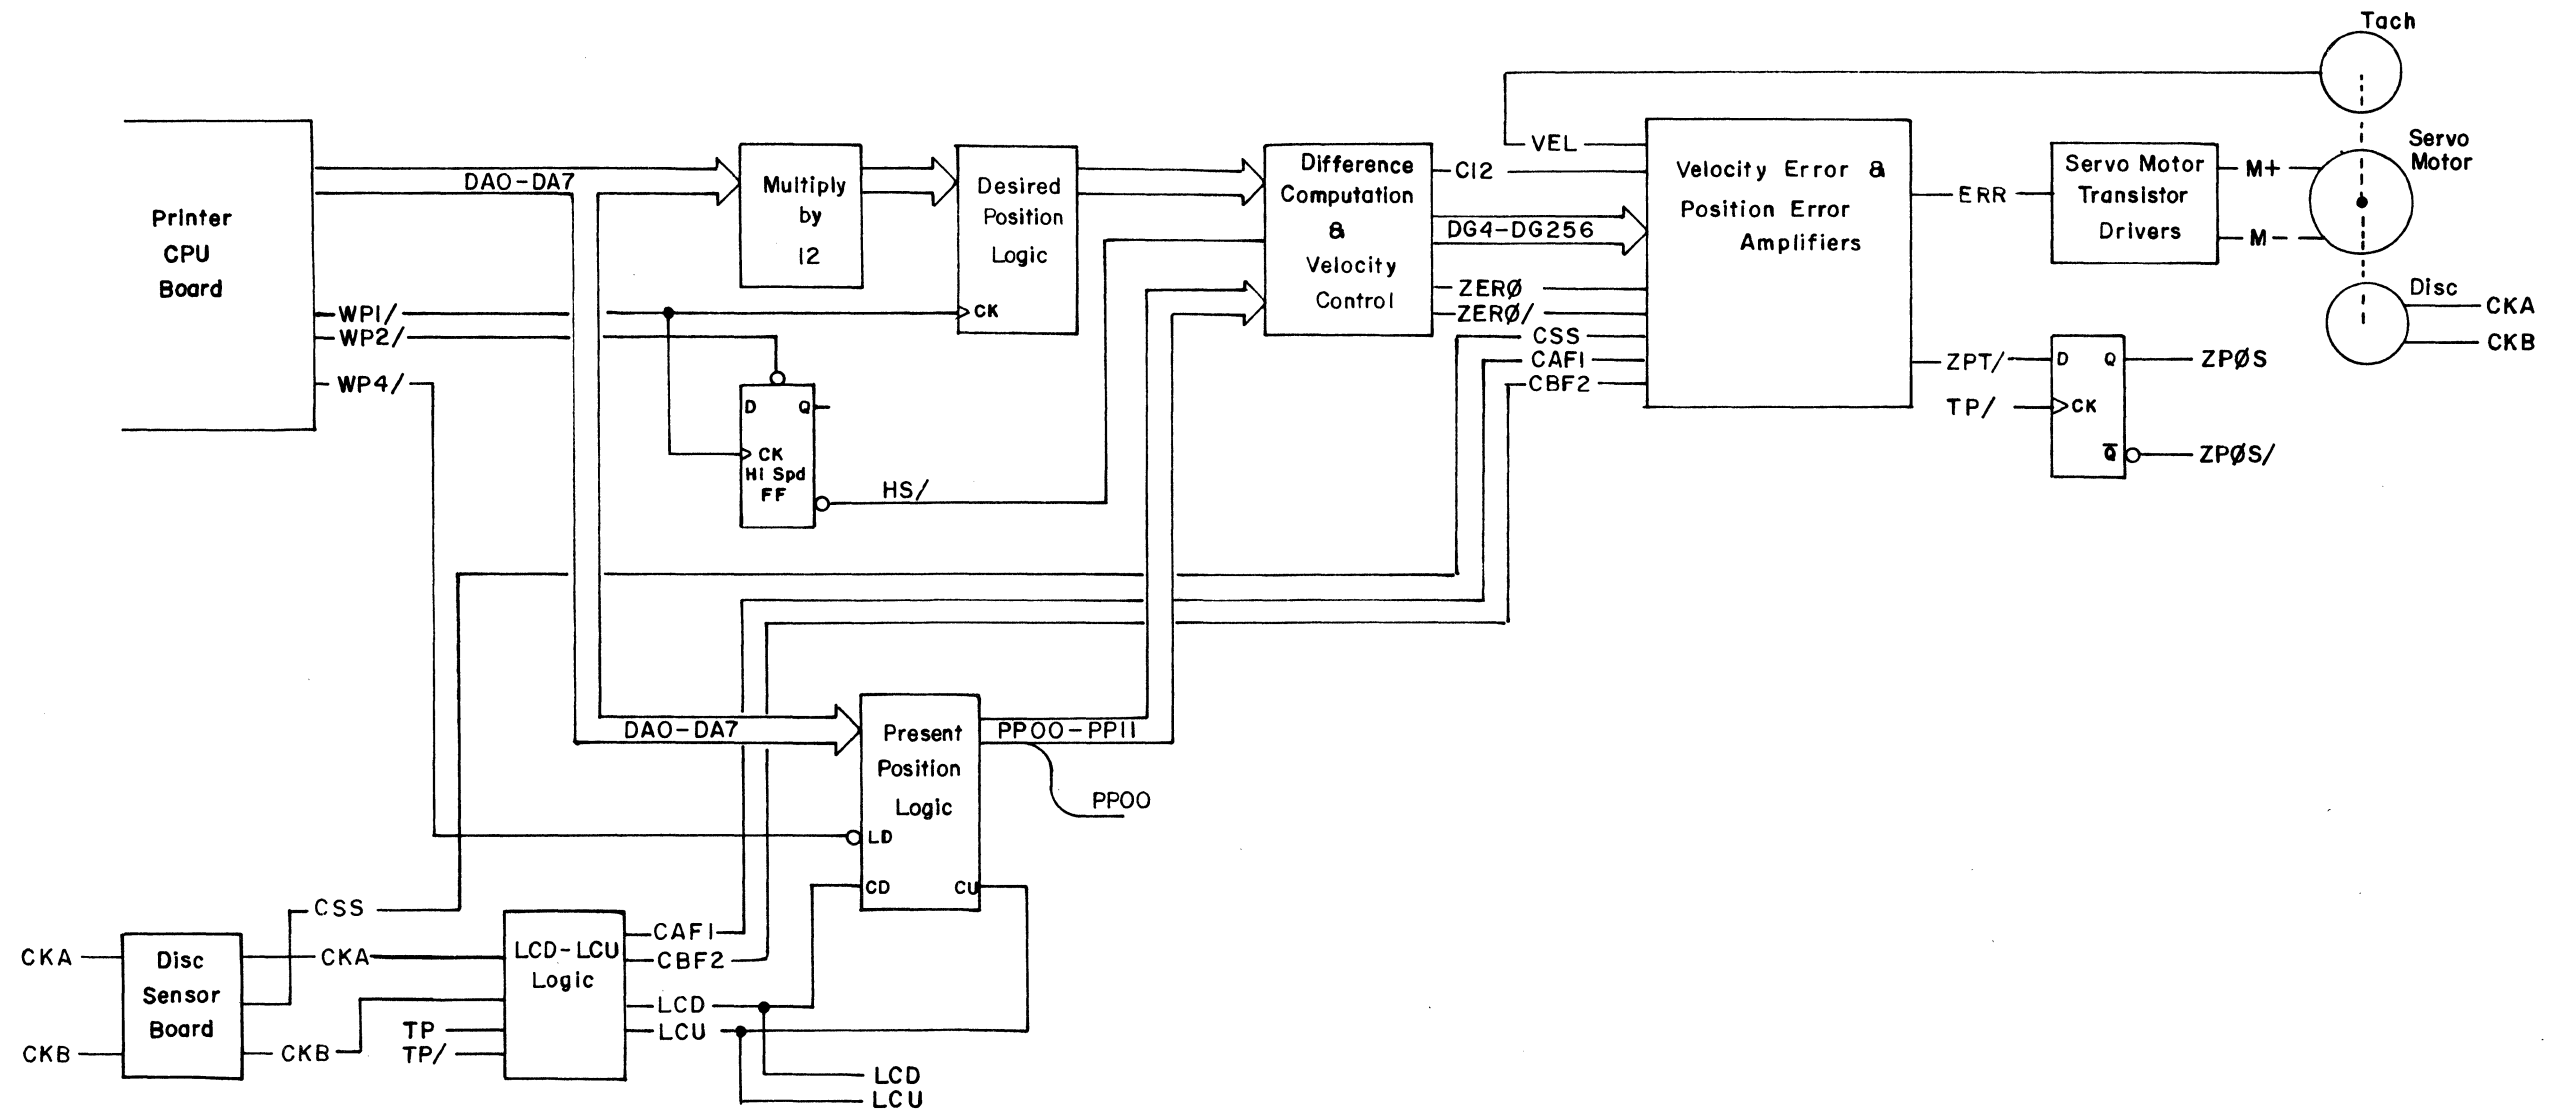 Tach
Servo
Motor
VEL
Printer
CPU
Board
DA0-DA7
Multiply
by
12
Desired
Position
Logic
CK
Difference
Computation
&
Velocity
Control
C12
DG4-DG256
ZERØ
ZERØ/
CSS
CAF1
CBF2
Velocity Error &
Position Error
Amplifiers
ERR
Servo Motor
Transistor
Drivers
M+
M-
Disc
CKA
CKB
WP1/
WP2/
WP4/
D Q
CK
Hi Spd
FF
HS/
ZPT/
TP/
D Q
CK
Q̅
ZPØS
ZPØS/
DA0-DA7
Present
Position
Logic
LD
CD CU
PP00-PP11
PP00
CSS
CKA
CKB
Disc
Sensor
Board
CKA
CKB
TP
TP/
LCD-LCU
Logic
CAF1
CBF2
LCD
LCU
LCD
LCU